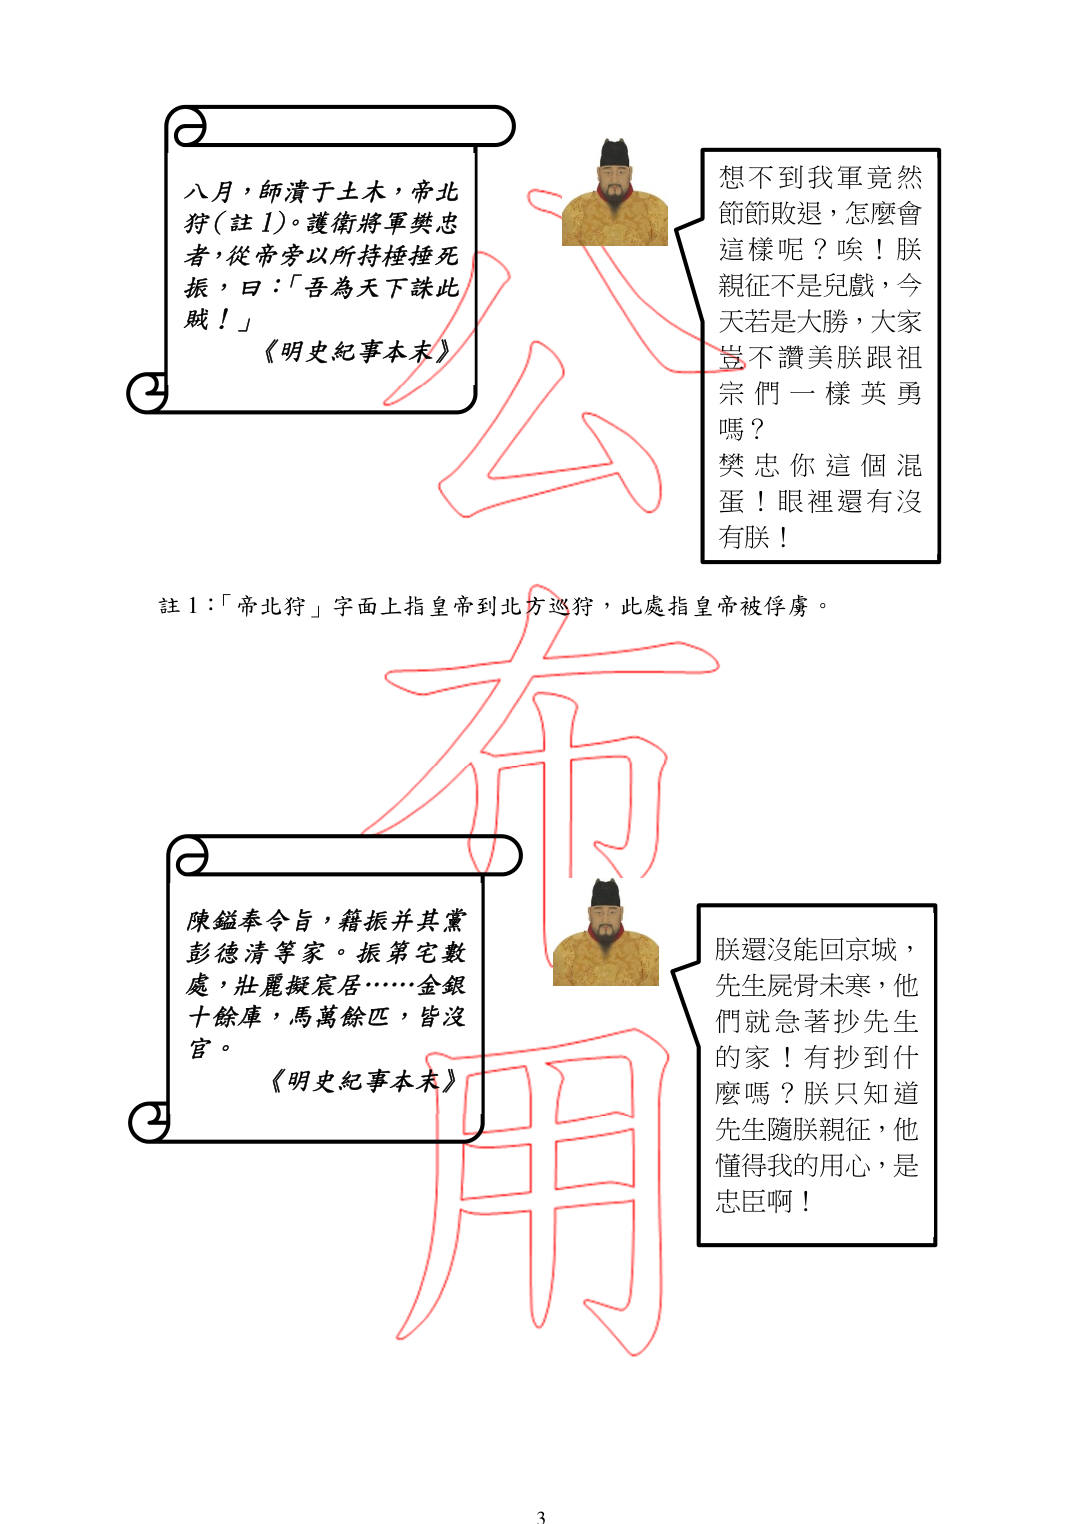 八月，師潰于土木，帝北
狩（註1）。護衛將軍樊忠
者，從帝旁以所持棰捶死
振，曰：「吾為天下誅此
賊！」
《明史紀事本末》
想不到我軍竟然
節節敗退，怎麼會
這樣呢？唉！朕
親征不是兒戲，今
天若是大勝，大家
豈不讚美朕跟祖
宗們一樣英勇
嗎？
樊忠你這個混
蛋！眼裡還有沒
有朕！
註1：「帝北狩」字面上指皇帝到北方巡狩，此處指皇帝被俘虜。
陳鎰奉令旨，籍振并其黨
彭德清等家。振第宅數
處，壯麗擬宸居……金銀
十餘庫，馬萬餘匹，皆沒
官。
《明史紀事本末》
朕還沒能回京城，
先生屍骨未寒，他
們就急著抄先生
的家！有抄到什
麼嗎？朕只知道
先生隨朕親征，他
懂得我的用心，是
忠臣啊！
公
布
用
3